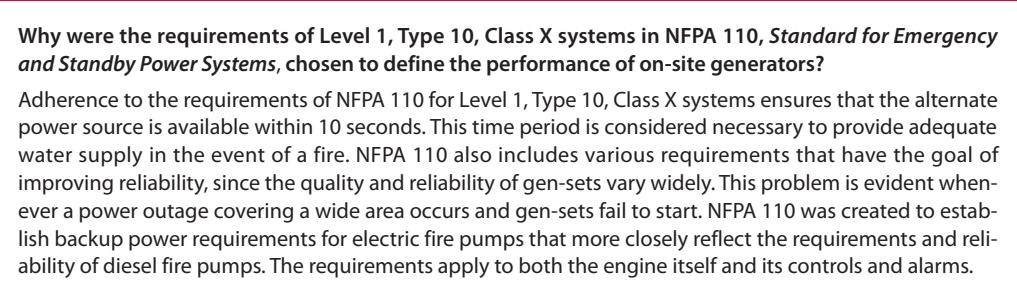 Why were the requirements of Level 1, Type 10, Class X systems in NFPA 110, Standard for Emergency
and Standby Power Systems, chosen to define the performance of on-site generators?
Adherence to the requirements of NFPA 110 for Level 1, Type 10, Class X systems ensures that the alternate
power source is available within 10 seconds. This time period is considered necessary to provide adequate
water supply in the event of a fire. NFPA 110 also includes various requirements that have the goal of
improving reliability, since the quality and reliability of gen-sets vary widely. This problem is evident when-
ever a power outage covering a wide area occurs and gen-sets fail to start. NFPA 110 was created to estab-
lish backup power requirements for electric fire pumps that more closely reflect the requirements and reli-
ability of diesel fire pumps. The requirements apply to both the engine itself and its controls and alarms.